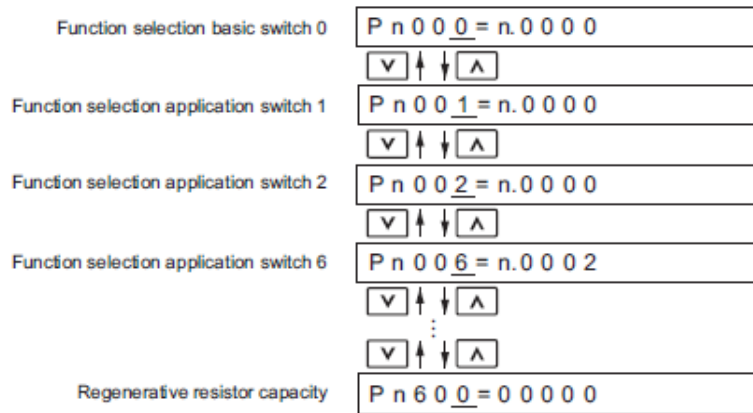 Function selection basic switch 0 Pn000=n.0000
∨ ∧
Function selection application switch 1 Pn001=n.0000
∨ ∧
Function selection application switch 2 Pn002=n.0000
∨ ∧
Function selection application switch 6 Pn006=n.0002
∨ ∧
⋮
∨ ∧
Regenerative resistor capacity Pn600=00000